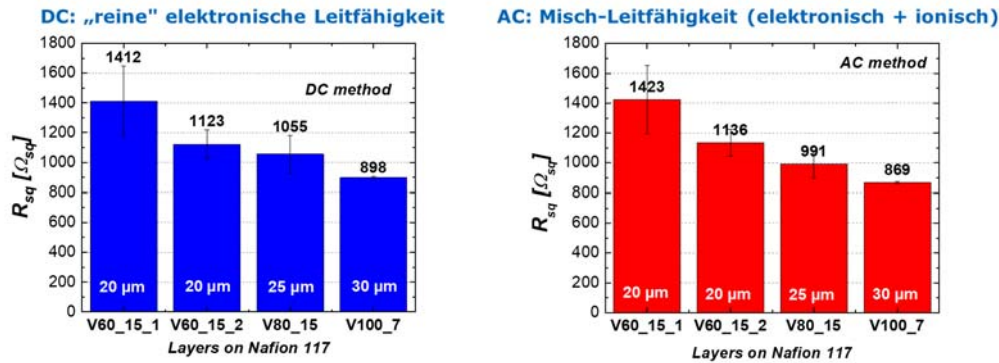 DC: „reine" elektronische Leitfähigkeit
1800
1600
1400
1200
1000
800
600
400
200
0
R_sq [Ω_sq]
DC method
1412
1123
1055
898
20 µm
20 µm
25 µm
30 µm
V60_15_1
V60_15_2
V80_15
V100_7
Layers on Nafion 117
AC: Misch-Leitfähigkeit (elektronisch + ionisch)
1800
1600
1400
1200
1000
800
600
400
200
0
R_sq [Ω_sq]
AC method
1423
1136
991
869
20 µm
20 µm
25 µm
30 µm
V60_15_1
V60_15_2
V80_15
V100_7
Layers on Nafion 117